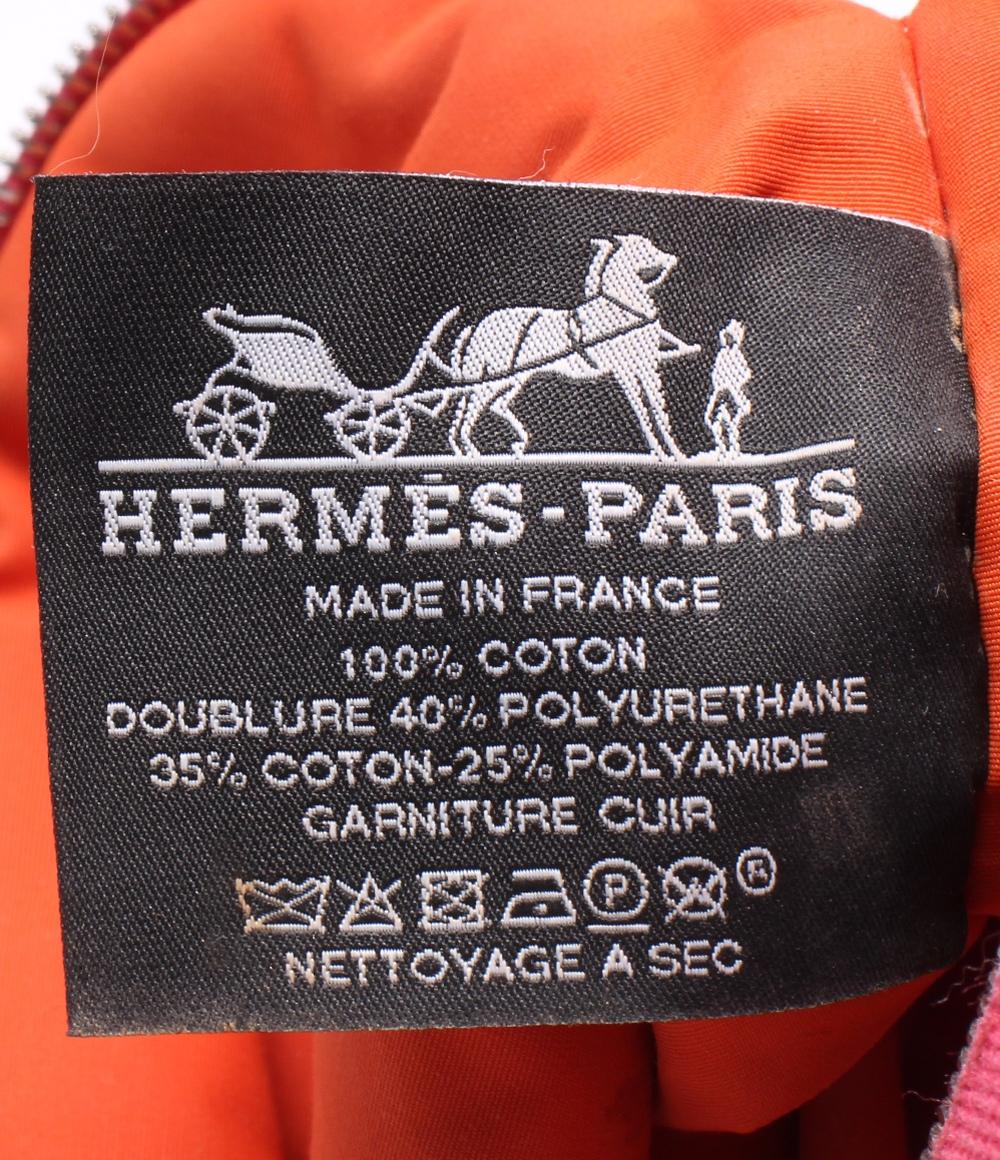 HERMÈS-PARIS
MADE IN FRANCE
100% COTON
DOUBLURE 40% POLYURETHANE
35% COTON-25% POLYAMIDE
GARNITURE CUIR
P ®
NETTOYAGE A SEC